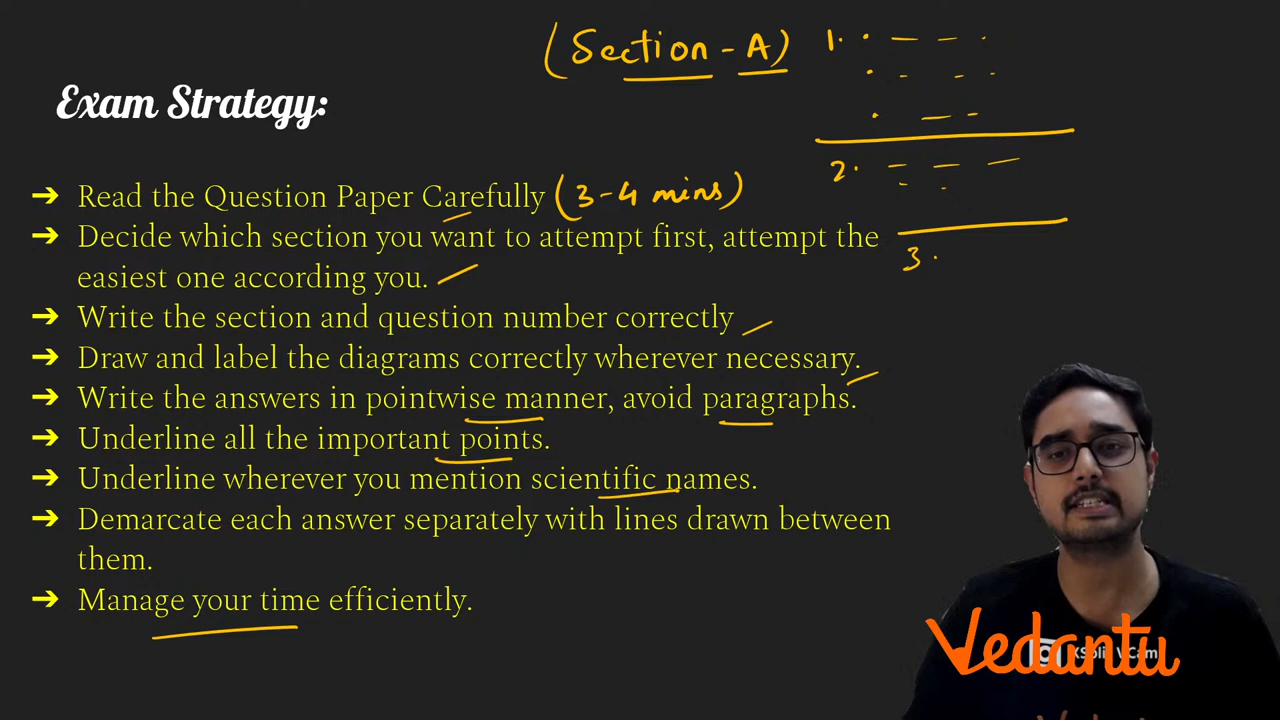 (Section - A)
1.
Exam Strategy:
2.
➔ Read the Question Paper Carefully (3-4 mins)
➔ Decide which section you want to attempt first, attempt the
easiest one according you.
3.
➔ Write the section and question number correctly
➔ Draw and label the diagrams correctly wherever necessary.
➔ Write the answers in pointwise manner, avoid paragraphs.
➔ Underline all the important points.
➔ Underline wherever you mention scientific names.
➔ Demarcate each answer separately with lines drawn between
them.
➔ Manage your time efficiently.
Vedantu
VCam
Vedantu